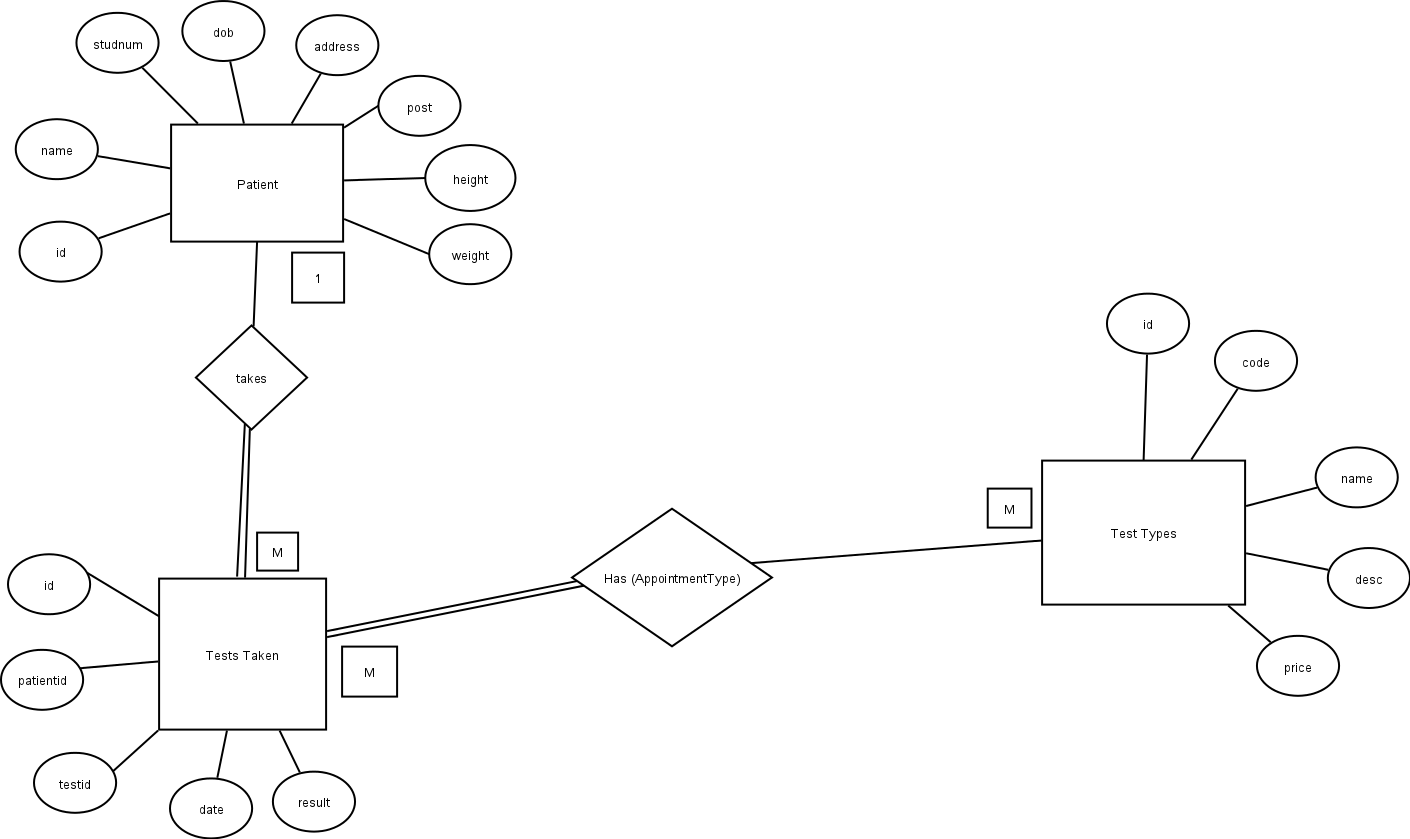 dob
studnum
address
post
name
height
Patient
id
weight
1
id
code
takes
name
M
Test Types
M
Has (AppointmentType)
desc
id
Tests Taken
M
price
patientid
testid
result
date